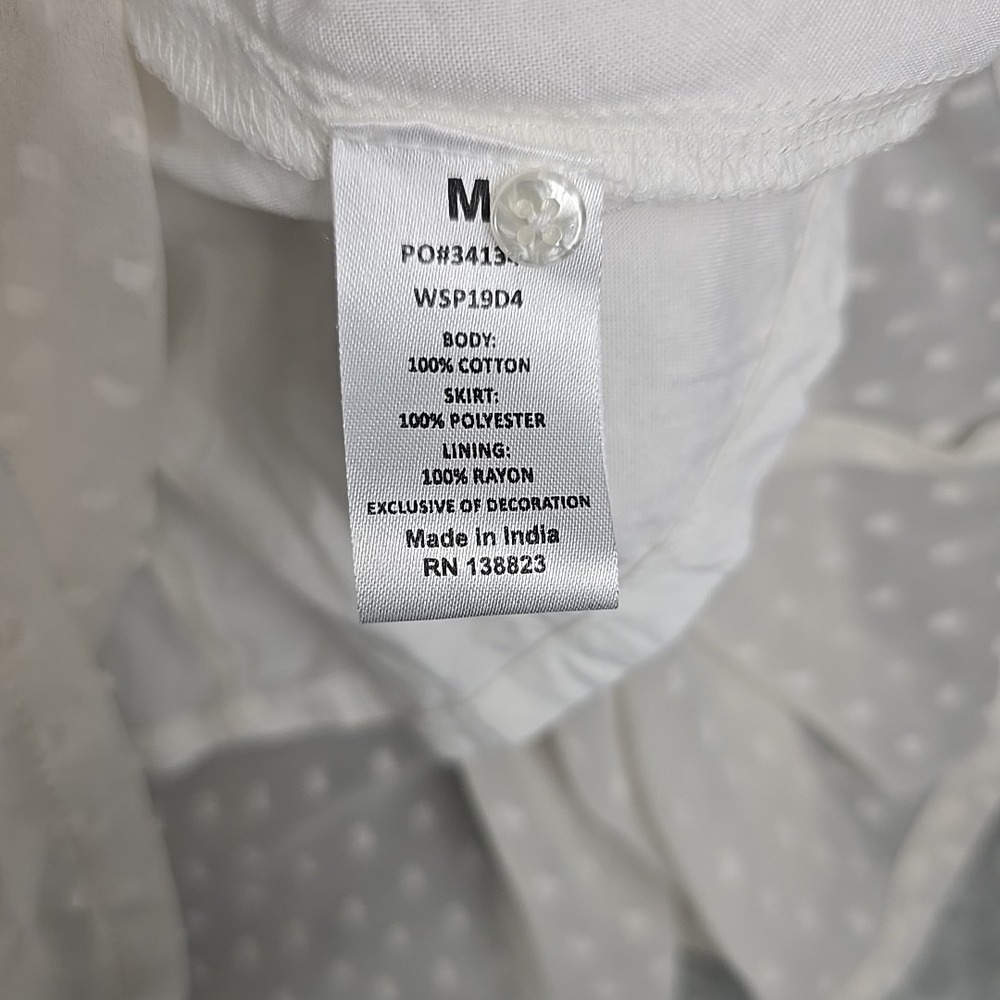 M
WSP19D4
BODY:
100% COTTON
SKIRT:
100% POLYESTER
LINING:
100% RAYON
EXCLUSIVE OF DECORATION
Made in India
RN 138823